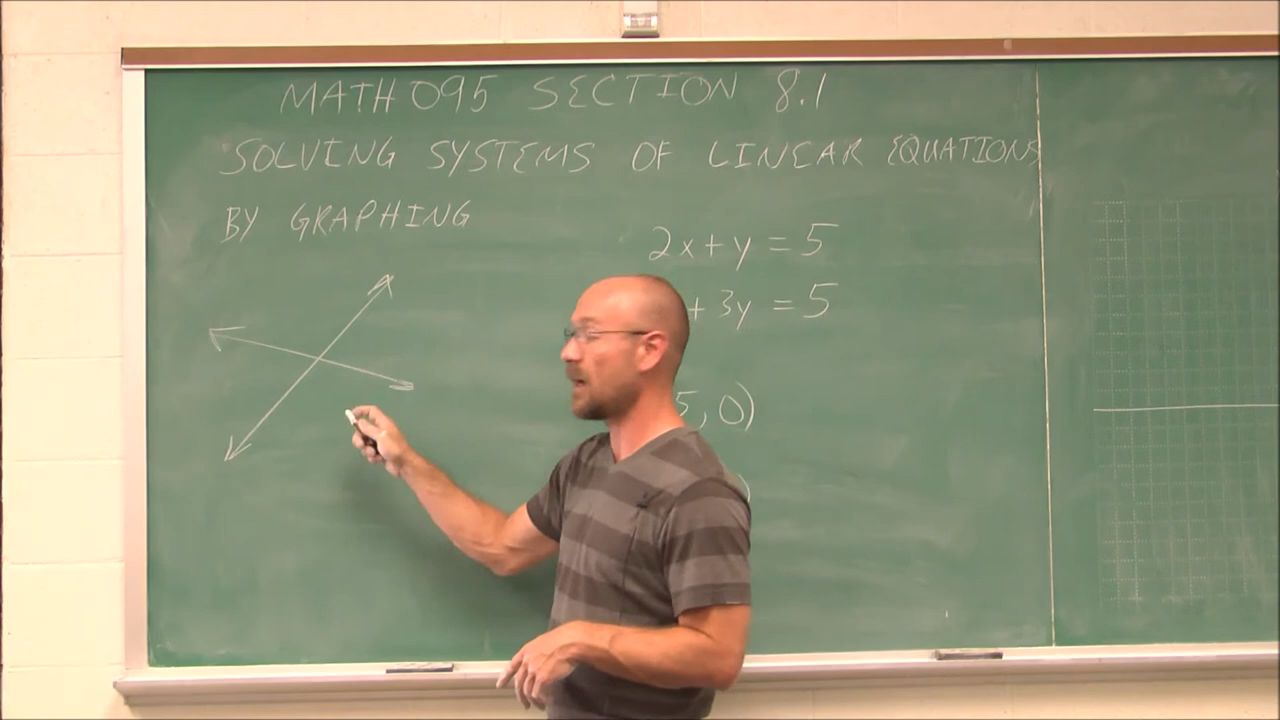 MATH 095 SECTION 8.1
SOLVING SYSTEMS OF LINEAR EQUATIONS
BY GRAPHING
2x + y = 5
+ 3y = 5
5, 0)
)